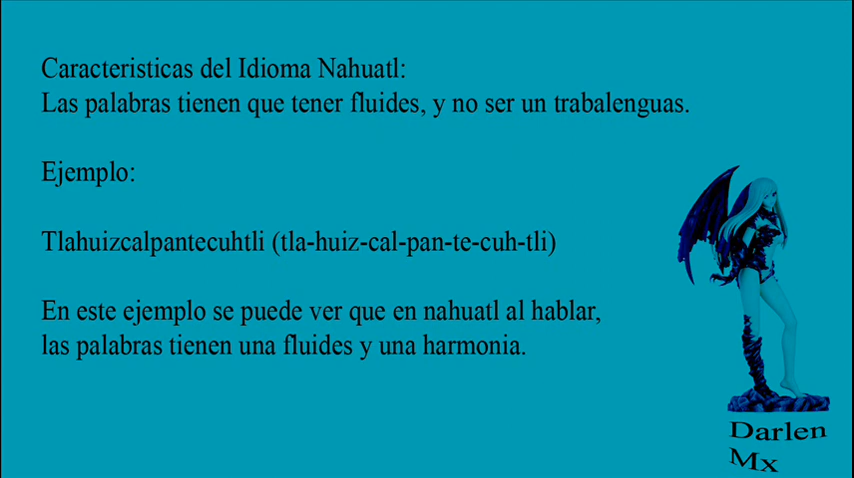 Caracteristicas del Idioma Nahuatl:
Las palabras tienen que tener fluides, y no ser un trabalenguas.
Ejemplo:
Tlahuizcalpantecuhtli (tla-huiz-cal-pan-te-cuh-tli)
En este ejemplo se puede ver que en nahuatl al hablar,
las palabras tienen una fluides y una harmonia.
Darlen
Mx